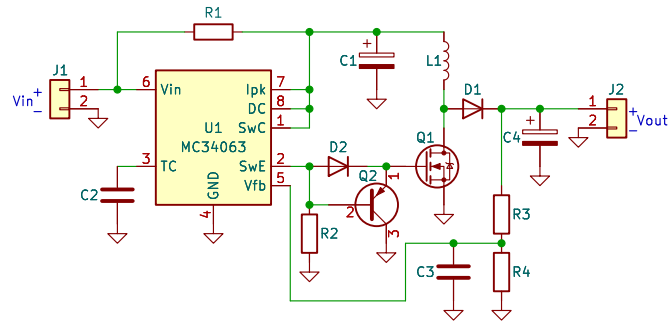 R1
J1
Vin
+
-
1
2
6
Vin
Ipk
7
DC
8
SwC
1
U1
MC34063
3
TC
SwE
2
Vfb
5
GND
4
C2
R2
D2
Q2
1
2
3
C1
+
L1
Q1
D1
C4
+
J2
1
2
+
-
Vout
R3
C3
R4